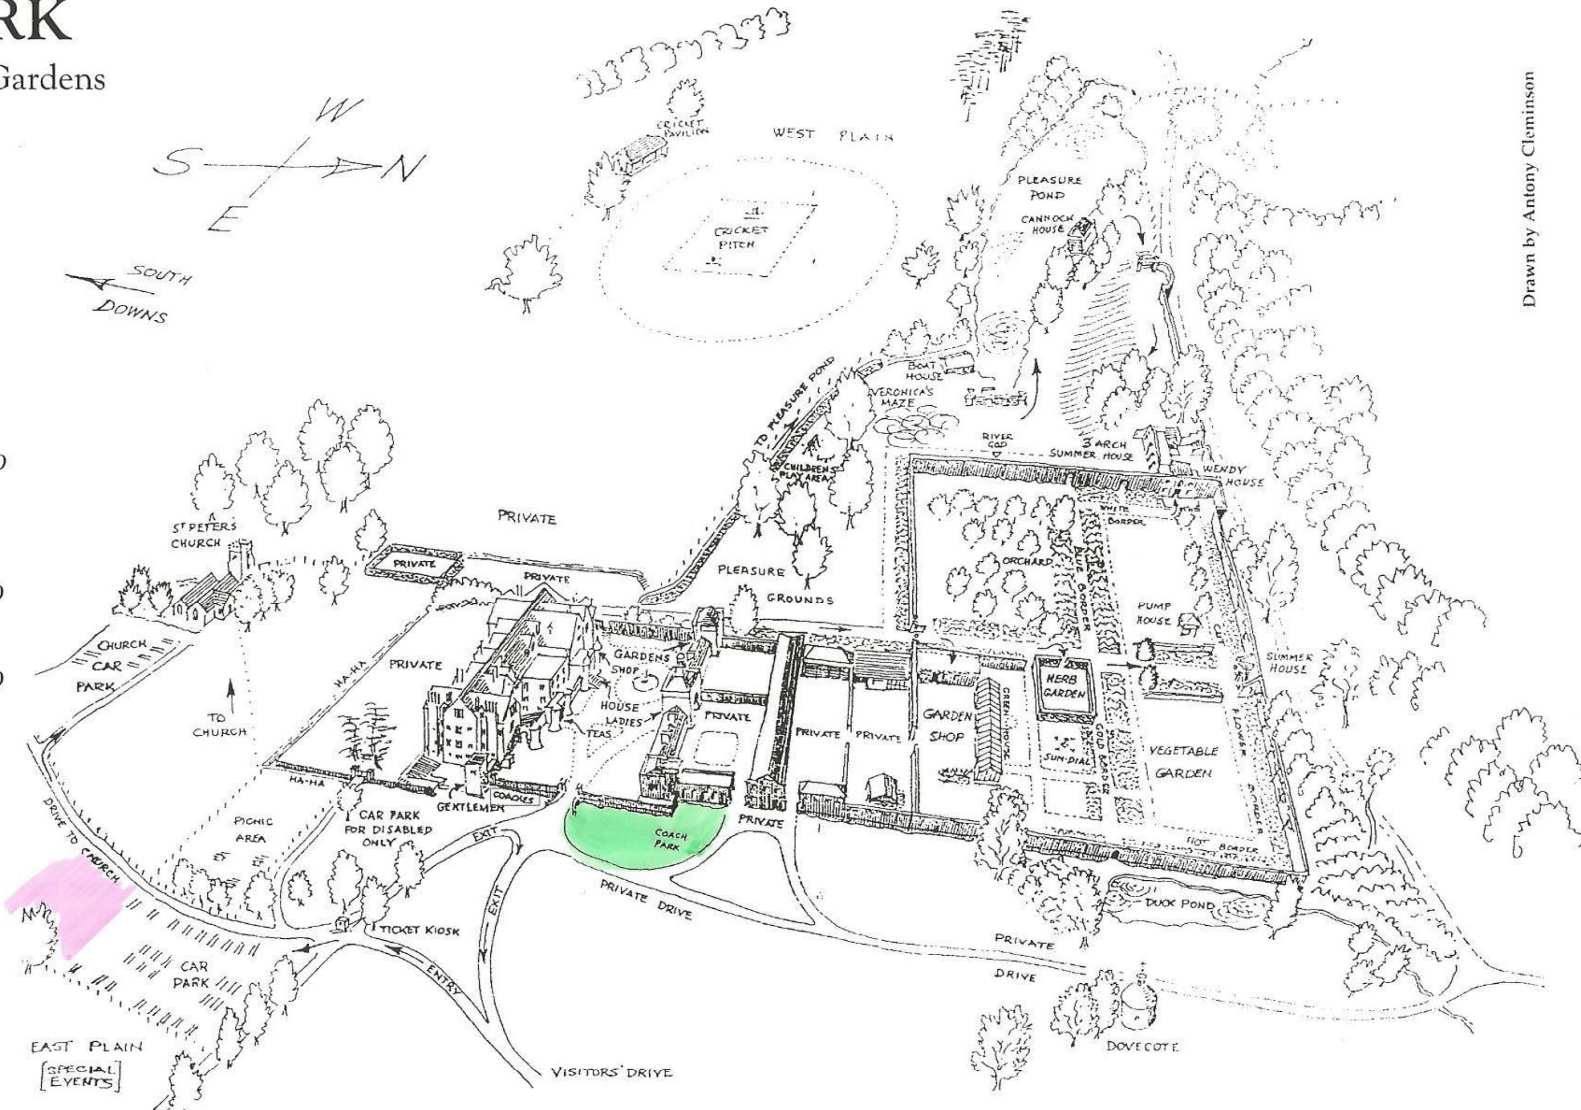 RK
Gardens
W
S
N
E
SOUTH
DOWNS
Drawn by Antony Cleminson
CRICKET
PAVILION
WEST PLAIN
CRICKET
PITCH
PLEASURE
POND
CANNOCK
HOUSE
TO PLEASURE POND
BOAT
HOUSE
VERONICA'S
MAZE
CHILDRENS
PLAY AREA
RIVER
GOD
3 ARCH
SUMMER HOUSE
WENDY
HOUSE
ST PETER'S
CHURCH
PRIVATE
PRIVATE
PRIVATE
PLEASURE
GROUNDS
WHITE
BORDER
ORCHARD
BLUE BORDER
PUMP
HOUSE
SUMMER
HOUSE
CHURCH
CAR
PARK
TO
CHURCH
HA-HA
PRIVATE
GARDENS
SHOP
HOUSE
LADIES
TEAS
PRIVATE
PRIVATE
PRIVATE
GARDEN
SHOP
GREEN HOUSE
HERB
GARDEN
SUN-DIAL
GOLD BORDER
VEGETABLE
GARDEN
FLOWER BORDER
HOT BORDER
HA-HA
GENTLEMEN
COACHES
CAR PARK
FOR DISABLED
ONLY
PICNIC
AREA
EXIT
COACH
PARK
PRIVATE
DRIVE TO CHURCH
EXIT
PRIVATE DRIVE
DUCK POND
TICKET KIOSK
CAR
PARK
ENTRY
PRIVATE
DRIVE
DOVECOTE
EAST PLAIN
[SPECIAL
EVENTS]
VISITORS' DRIVE